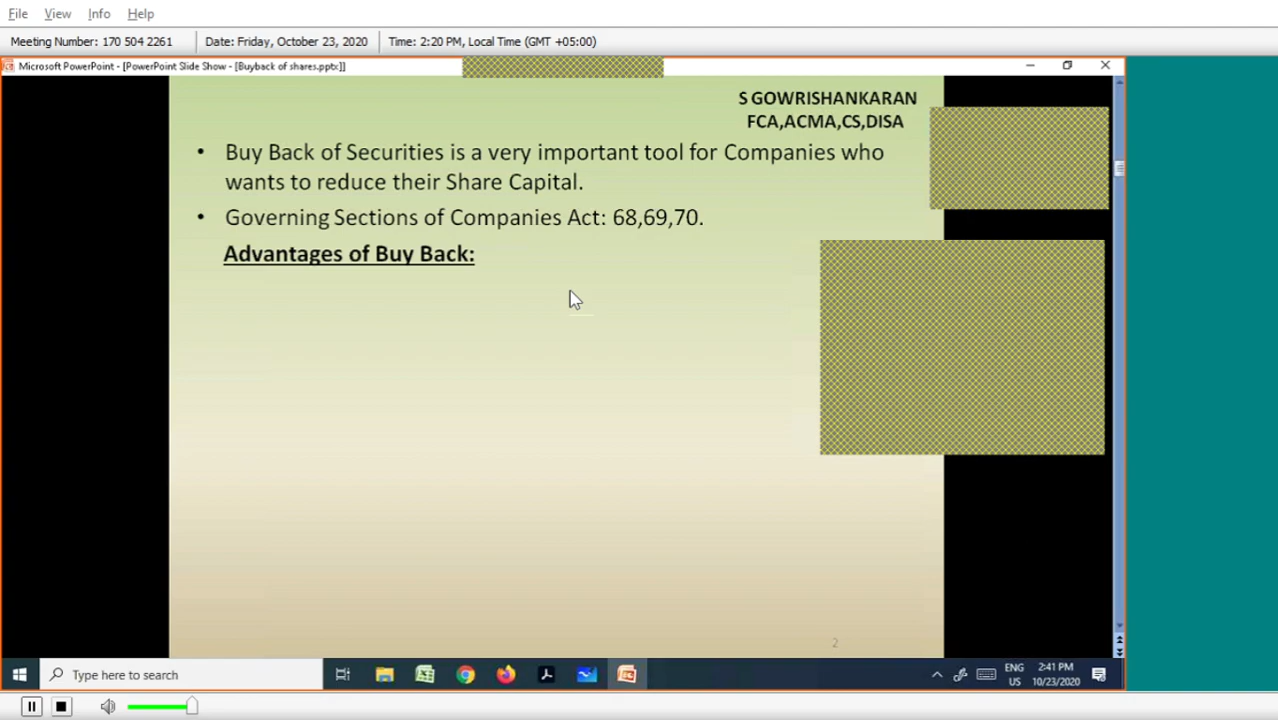 File View Info Help
Meeting Number: 170 504 2261 Date: Friday, October 23, 2020 Time: 2:20 PM, Local Time (GMT +05:00)
Microsoft PowerPoint - [PowerPoint Slide Show - [Buyback of shares.pptx]]
S GOWRISHANKARAN
FCA,ACMA,CS,DISA
• Buy Back of Securities is a very important tool for Companies who
wants to reduce their Share Capital.
• Governing Sections of Companies Act: 68,69,70.
Advantages of Buy Back:
2
Type here to search
ENG
US
2:41 PM
10/23/2020